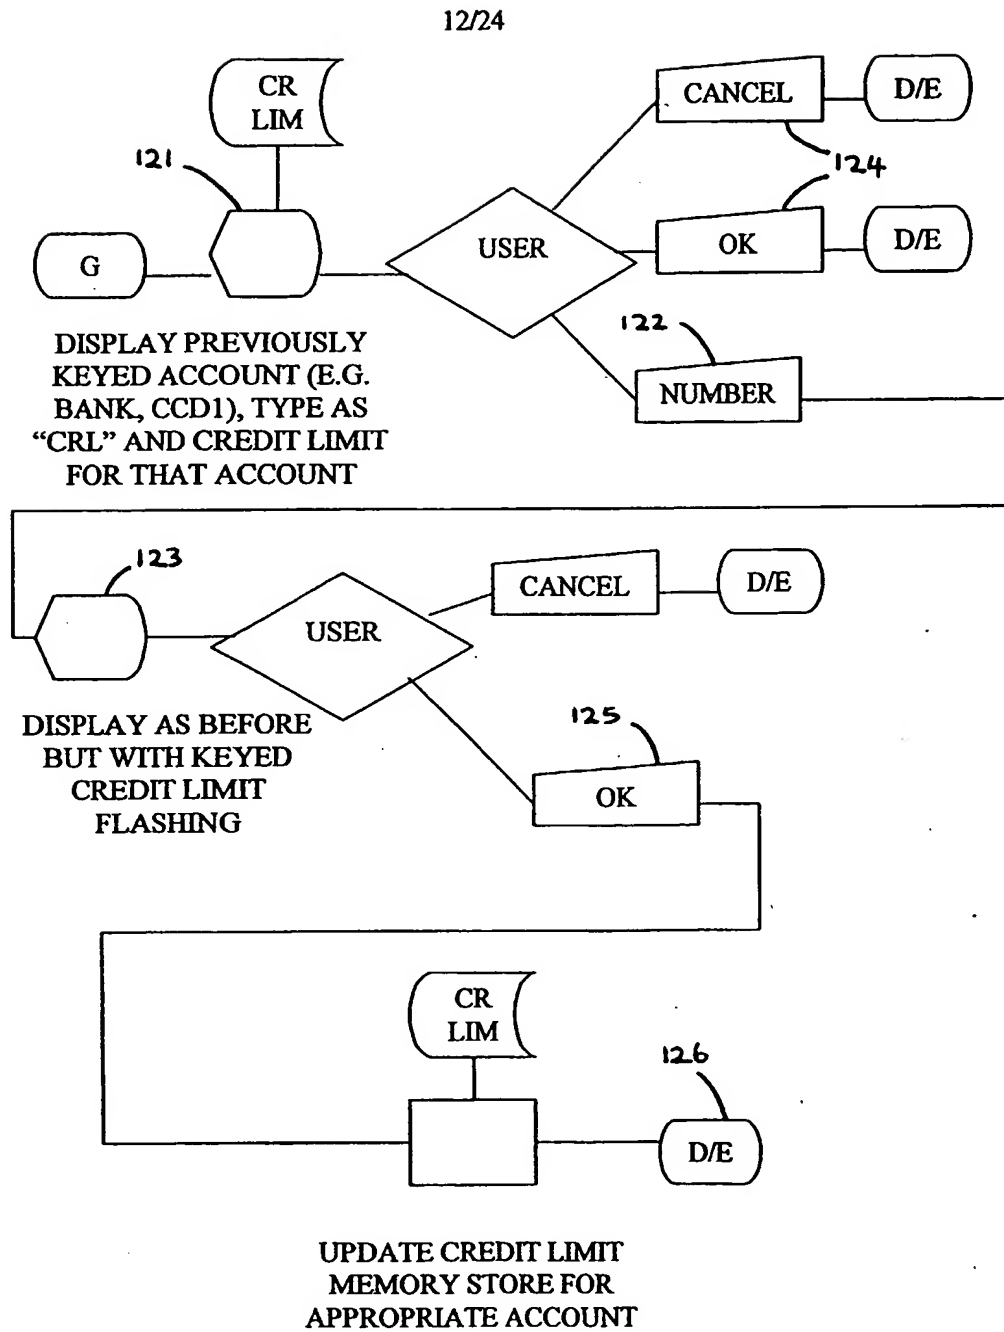 12/24
CR
LIM
CANCEL
D/E
121
124
G
USER
OK
D/E
122
DISPLAY PREVIOUSLY
KEYED ACCOUNT (E.G.
BANK, CCD1), TYPE AS
“CRL” AND CREDIT LIMIT
FOR THAT ACCOUNT
NUMBER
123
CANCEL
D/E
USER
DISPLAY AS BEFORE
BUT WITH KEYED
CREDIT LIMIT
FLASHING
125
OK
CR
LIM
126
D/E
UPDATE CREDIT LIMIT
MEMORY STORE FOR
APPROPRIATE ACCOUNT